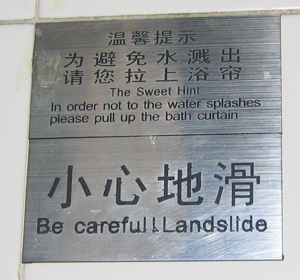 温馨提示
为避免水溅出
请您拉上浴帘
The Sweet Hint
In order not to the water splashes
please pull up the bath curtain
小心地滑
Be carefull!Landslide